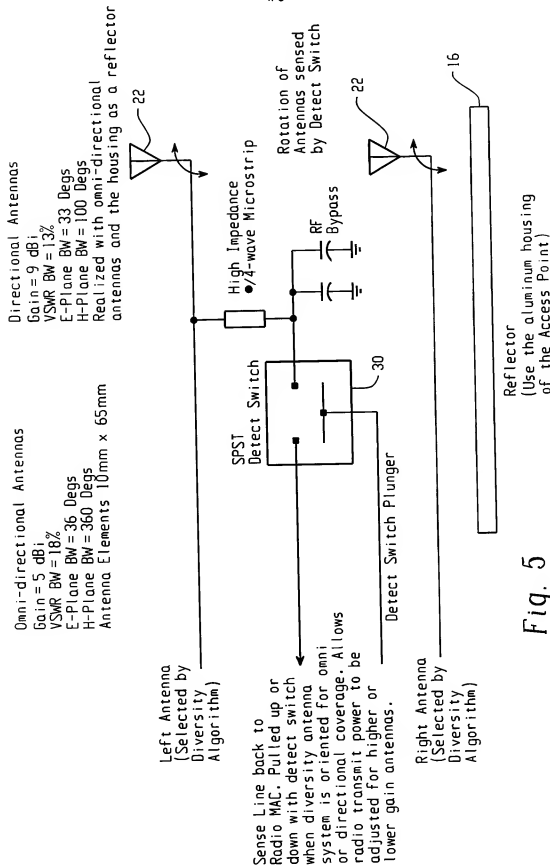 Omni-directional Antennas
Gain = 5 dBi
VSWR BW = 18%
E-Plane BW = 36 Degs
H-Plane BW = 360 Degs
Antenna Elements 10mm x 65mm
Directional Antennas
Gain = 9 dBi
VSWR BW = 13%
E-Plane BW = 33 Degs
H-Plane BW = 100 Degs
Realized with omni-directional
antennas and the housing as a reflector
Left Antenna
(Selected by
Diversity
Algorithm)
22
High Impedance
●/4-wave Microstrip
SPST
Detect Switch
RF
Bypass
30
Rotation of
Antennas sensed
by Detect Switch
Sense Line back to
Radio MAC. Pulled up or
down with detect switch
when diversity antenna
system is oriented for omni
or directional coverage. Allows
radio transmit power to be
adjusted for higher or
lower gain antennas.
Detect Switch Plunger
22
Right Antenna
(Selected by
Diversity
Algorithm)
16
Reflector
(Use the aluminum housing
of the Access Point)
Fig. 5